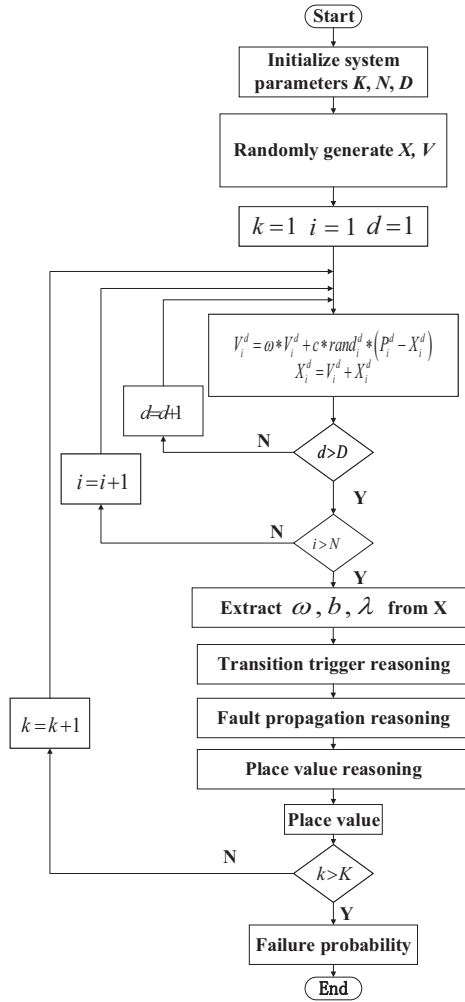 Start
Initialize system
parameters K, N, D
Randomly generate X, V
k=1 i=1 d=1
V_i^d=ω*V_i^d+c*rand_i^d*(P_i^d−X_i^d)
X_i^d=V_i^d+X_i^d
d=d+1
N
d>D
Y
i=i+1
N
i>N
Y
Extract ω, b, λ from X
Transition trigger reasoning
Fault propagation reasoning
k=k+1
Place value reasoning
Place value
N
k>K
Y
Failure probability
End